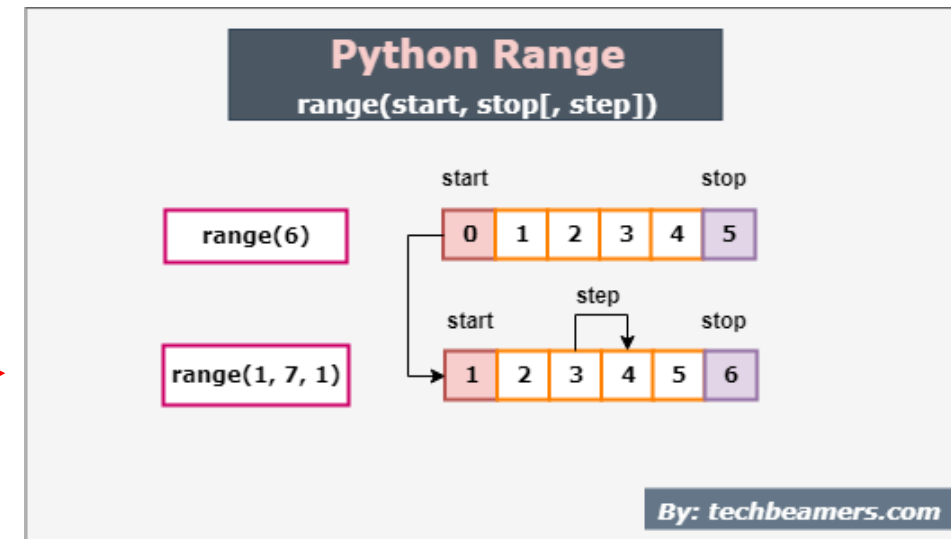 Python Range
range(start, stop[, step])
start stop
range(6) 0 1 2 3 4 5
step
start stop
range(1, 7, 1) 1 2 3 4 5 6
By: techbeamers.com